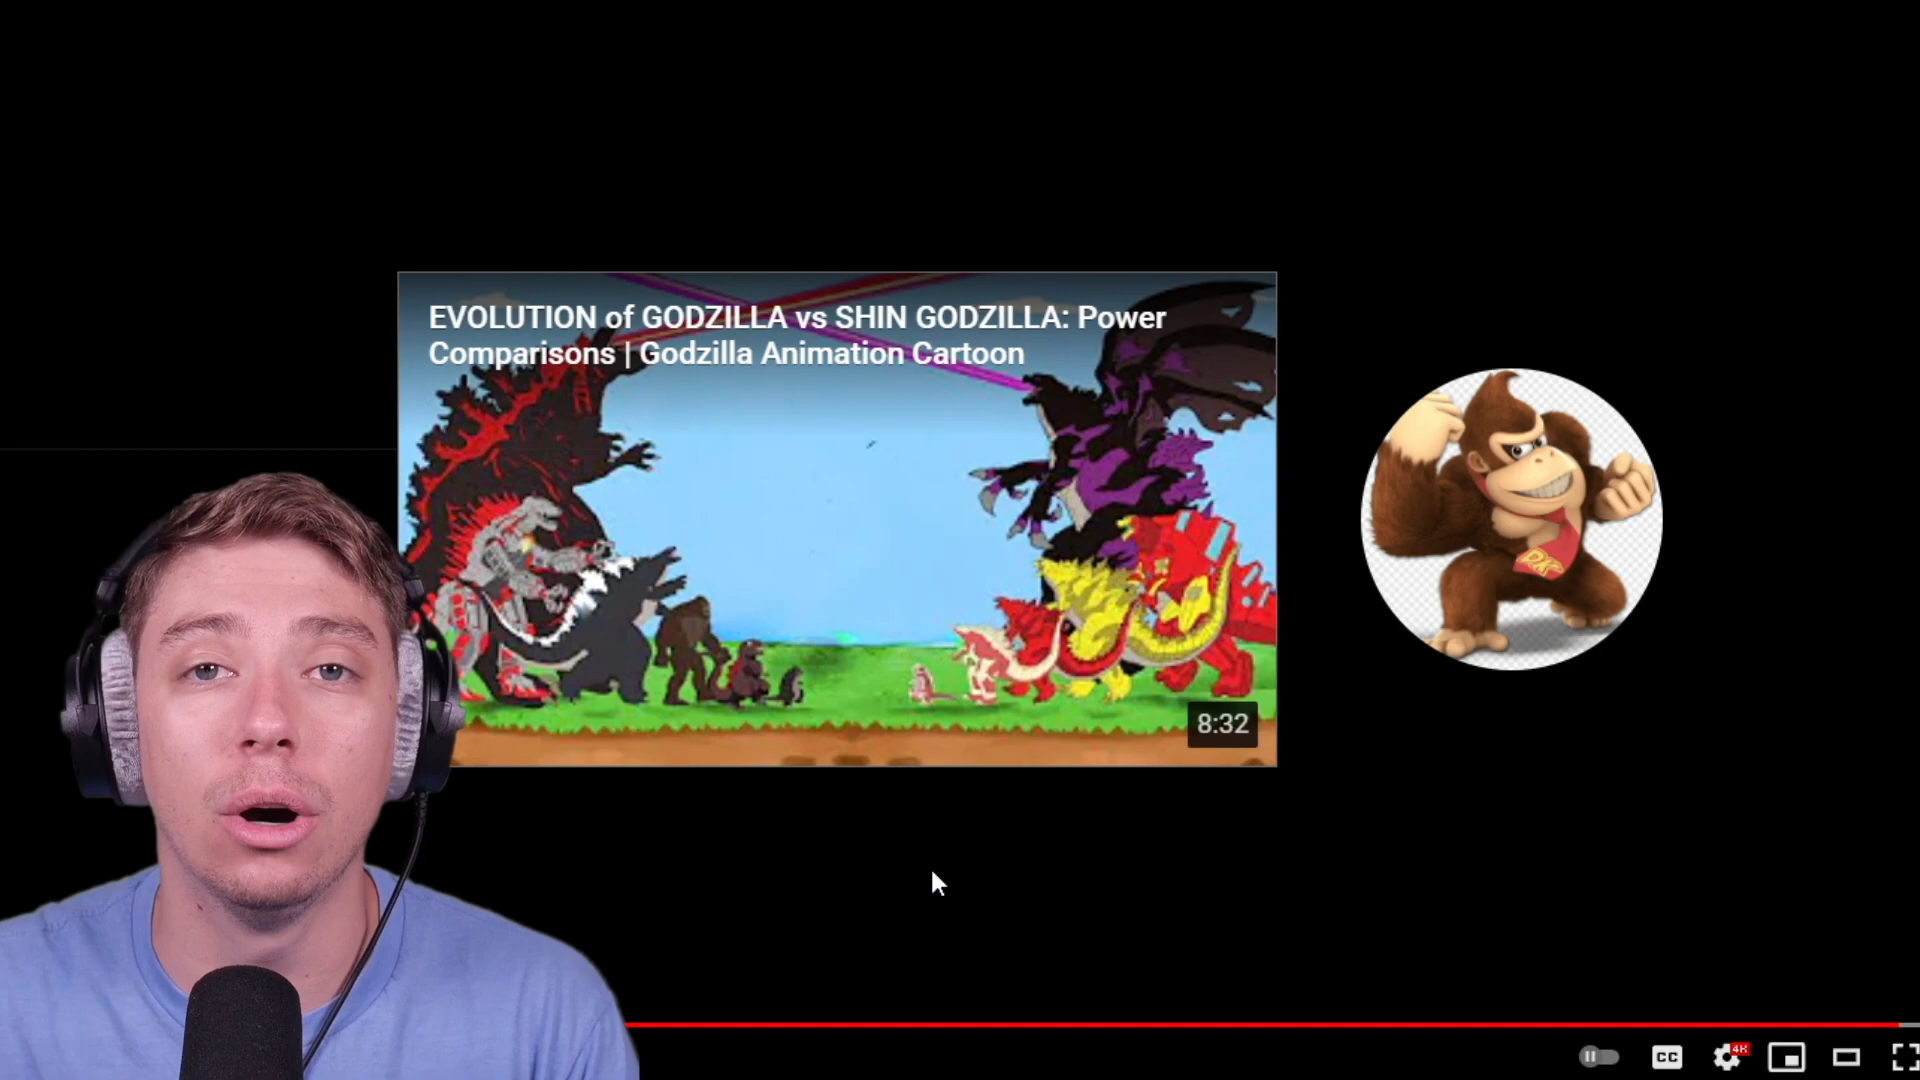 EVOLUTION of GODZILLA vs SHIN GODZILLA: Power
Comparisons | Godzilla Animation Cartoon
DK
8:32
CC
4K